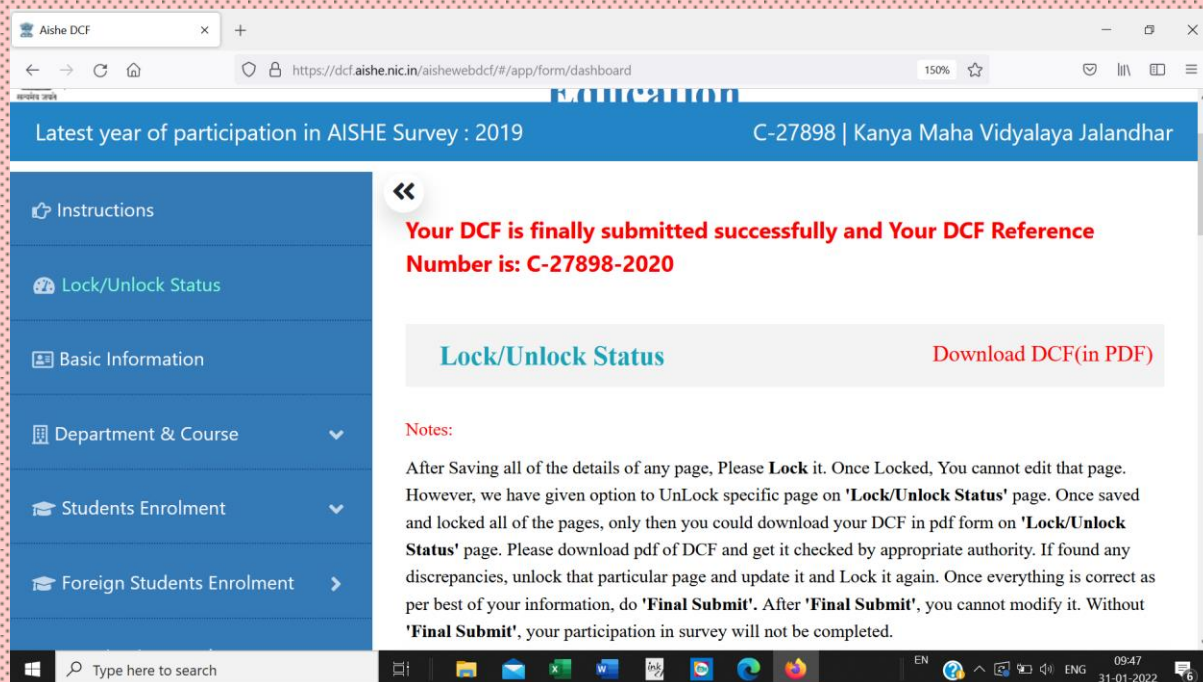 Aishe DCF
https://dcf.aishe.nic.in/aishewebdcf/#/app/form/dashboard
150%
सत्यमेव जयते
Education
Latest year of participation in AISHE Survey : 2019
C-27898 | Kanya Maha Vidyalaya Jalandhar
Instructions
Lock/Unlock Status
Basic Information
Department & Course
Students Enrolment
Foreign Students Enrolment
Your DCF is finally submitted successfully and Your DCF Reference
Number is: C-27898-2020
Lock/Unlock Status
Download DCF(in PDF)
Notes:
After Saving all of the details of any page, Please Lock it. Once Locked, You cannot edit that page.
However, we have given option to UnLock specific page on 'Lock/Unlock Status' page. Once saved
and locked all of the pages, only then you could download your DCF in pdf form on 'Lock/Unlock
Status' page. Please download pdf of DCF and get it checked by appropriate authority. If found any
discrepancies, unlock that particular page and update it and Lock it again. Once everything is correct as
per best of your information, do 'Final Submit'. After 'Final Submit', you cannot modify it. Without
'Final Submit', your participation in survey will not be completed.
Type here to search
ink
EN
ENG
09:47
31-01-2022
6